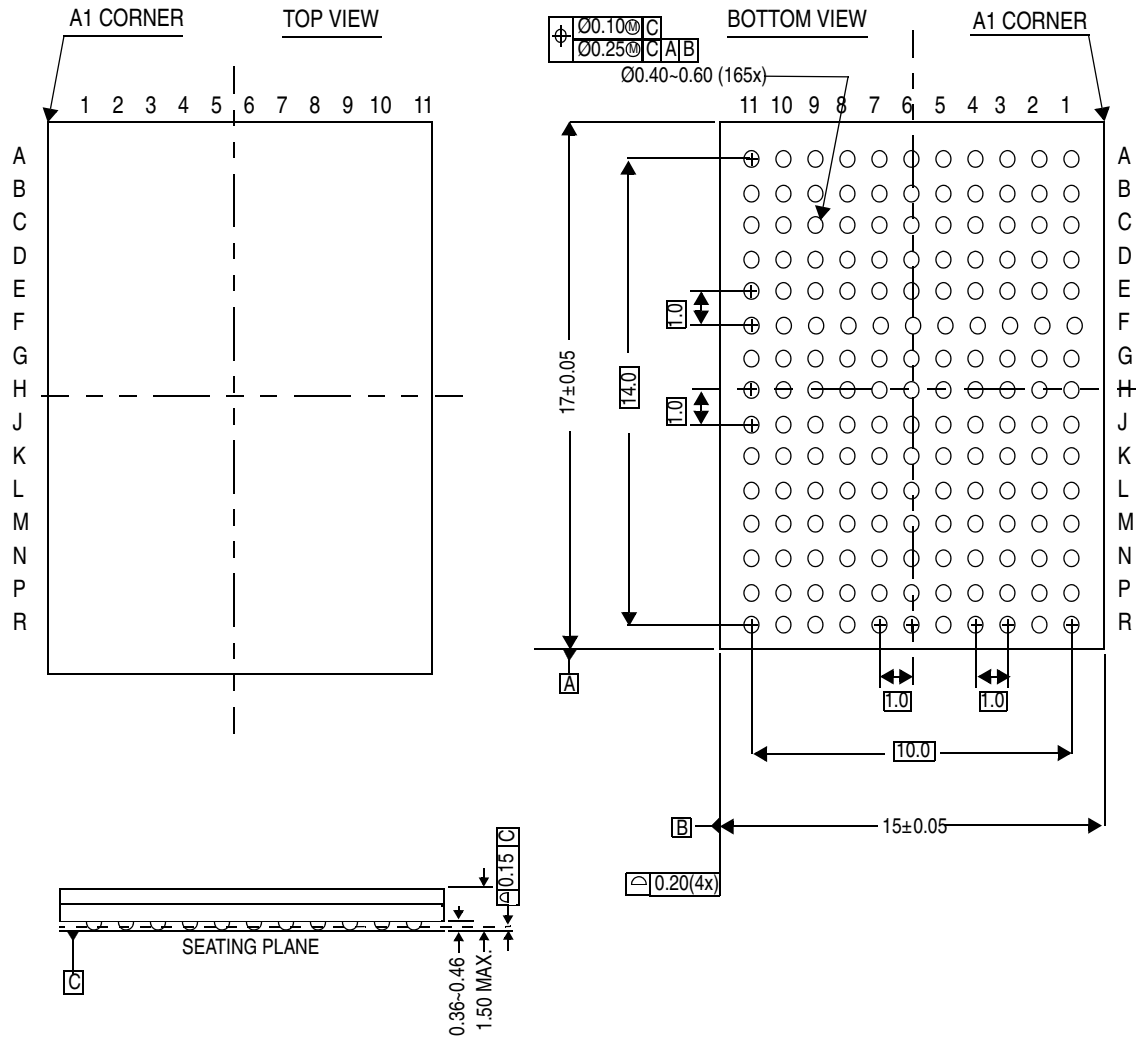 A1 CORNER
TOP VIEW
1 2 3 4 5 6 7 8 9 10 11
A
B
C
D
E
F
G
H
J
K
L
M
N
P
R
Ø0.10Ⓜ C
Ø0.25Ⓜ C A B
Ø0.40~0.60 (165x)
BOTTOM VIEW
A1 CORNER
11 10 9 8 7 6 5 4 3 2 1
A
B
C
D
E
F
G
H
J
K
L
M
N
P
R
17±0.05
14.0
1.0
1.0
A
1.0
1.0
10.0
B
15±0.05
0.20(4x)
0.15 C
SEATING PLANE
C
0.36~0.46
1.50 MAX.